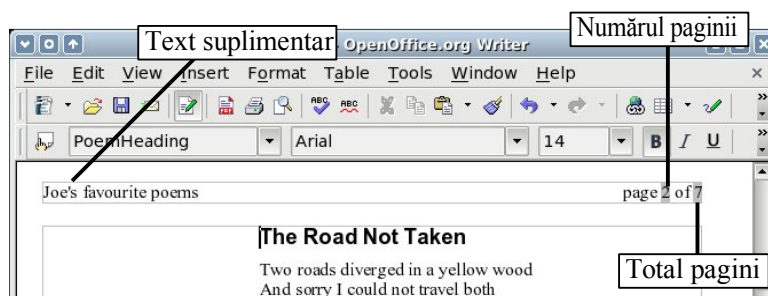 Text suplimentar
Numărul paginii
- OpenOffice.org Writer
File Edit View Insert Format Table Tools Window Help
ABC ABC
PoemHeading Arial 14 B I U
Joe's favourite poems page 2 of 7
The Road Not Taken
Total pagini
Two roads diverged in a yellow wood
And sorry I could not travel both